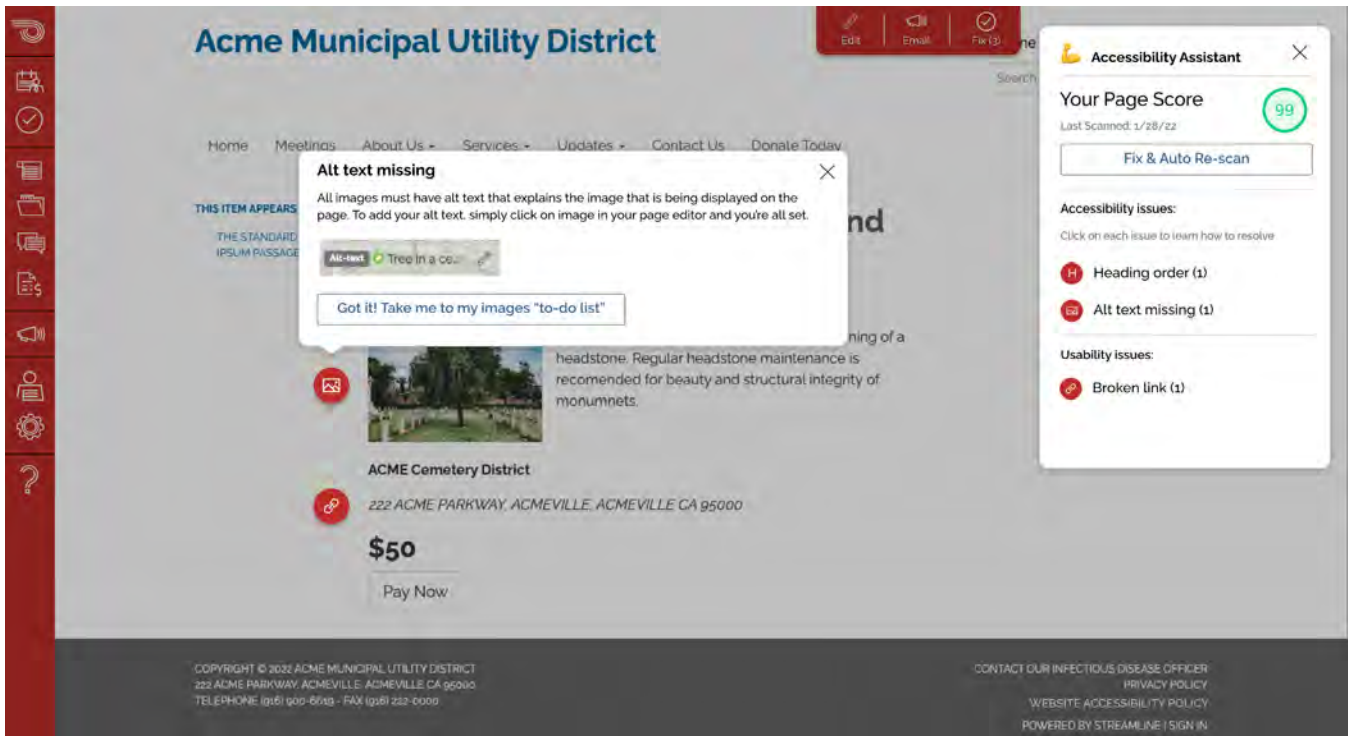 Acme Municipal Utility District
Edit
Email
Fix (3)
Search
Home Meetings About Us Services Updates Contact Us Donate Today
THIS ITEM APPEARS
THE STANDARD
IPSUM PASSAGE
nd
Alt text missing
All images must have alt text that explains the image that is being displayed on the
page. To add your alt text, simply click on image in your page editor and you're all set.
Alt-text Tree in a ce...
Got it! Take me to my images "to-do list"
ning of a
headstone. Regular headstone maintenance is
recomended for beauty and structural integrity of
monumnets.
ACME Cemetery District
222 ACME PARKWAY, ACMEVILLE, ACMEVILLE CA 95000
$50
Pay Now
Accessibility Assistant
Your Page Score
99
Last Scanned: 1/28/22
Fix & Auto Re-scan
Accessibility issues:
Click on each issue to learn how to resolve
H Heading order (1)
Alt text missing (1)
Usability issues:
Broken link (1)
COPYRIGHT © 2022 ACME MUNICIPAL UTILITY DISTRICT
222 ACME PARKWAY, ACMEVILLE, ACMEVILLE CA 95000
TELEPHONE (916) 900-6619 - FAX (916) 222-0000
CONTACT OUR INFECTIOUS DISEASE OFFICER
PRIVACY POLICY
WEBSITE ACCESSIBILITY POLICY
POWERED BY STREAMLINE | SIGN IN